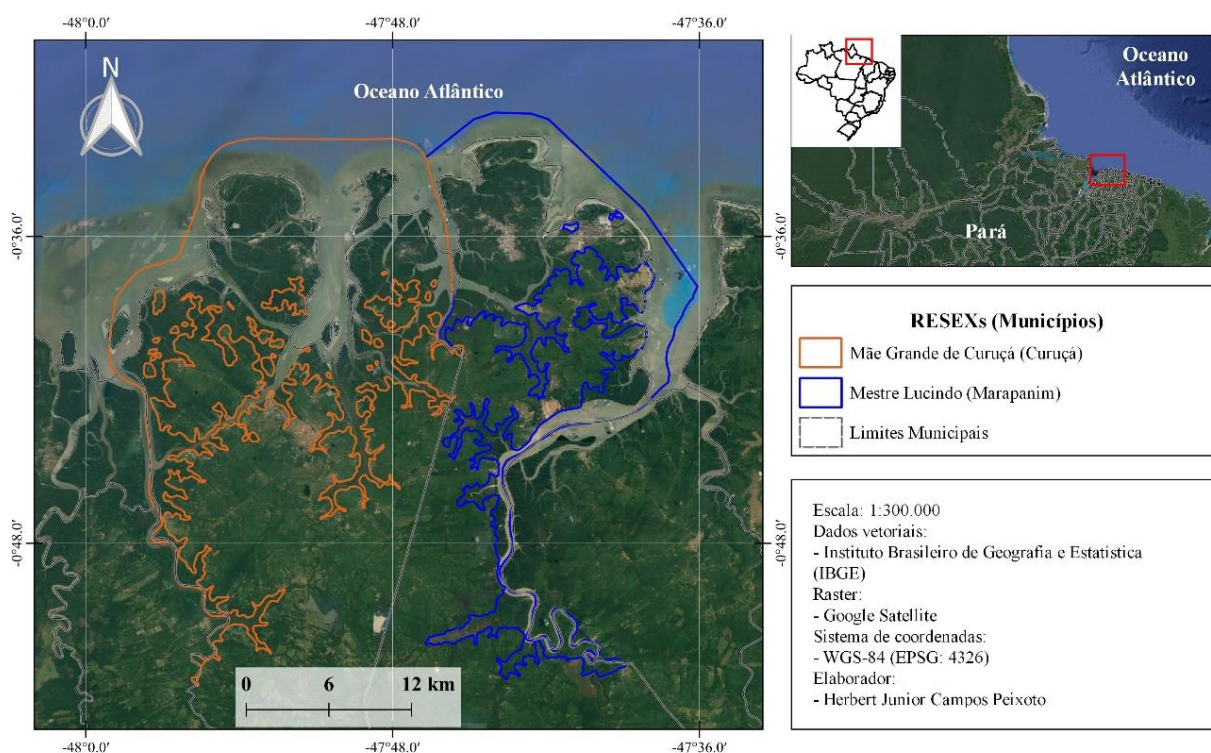 -48°0.0'
-47°48.0'
-47°36.0'
N
Oceano Atlântico
-0°36.0'
-0°36.0'
-0°48.0'
-0°48.0'
0 6 12 km
-48°0.0'
-47°48.0'
-47°36.0'
Oceano
Atlântico
Pará
RESEXs (Municípios)
Mãe Grande de Curuçá (Curuçá)
Mestre Lucindo (Marapanim)
Limites Municipais
Escala: 1:300.000
Dados vetoriais:
- Instituto Brasileiro de Geografia e Estatística
(IBGE)
Raster:
- Google Satellite
Sistema de coordenadas:
- WGS-84 (EPSG: 4326)
Elaborador:
- Herbert Junior Campos Peixoto